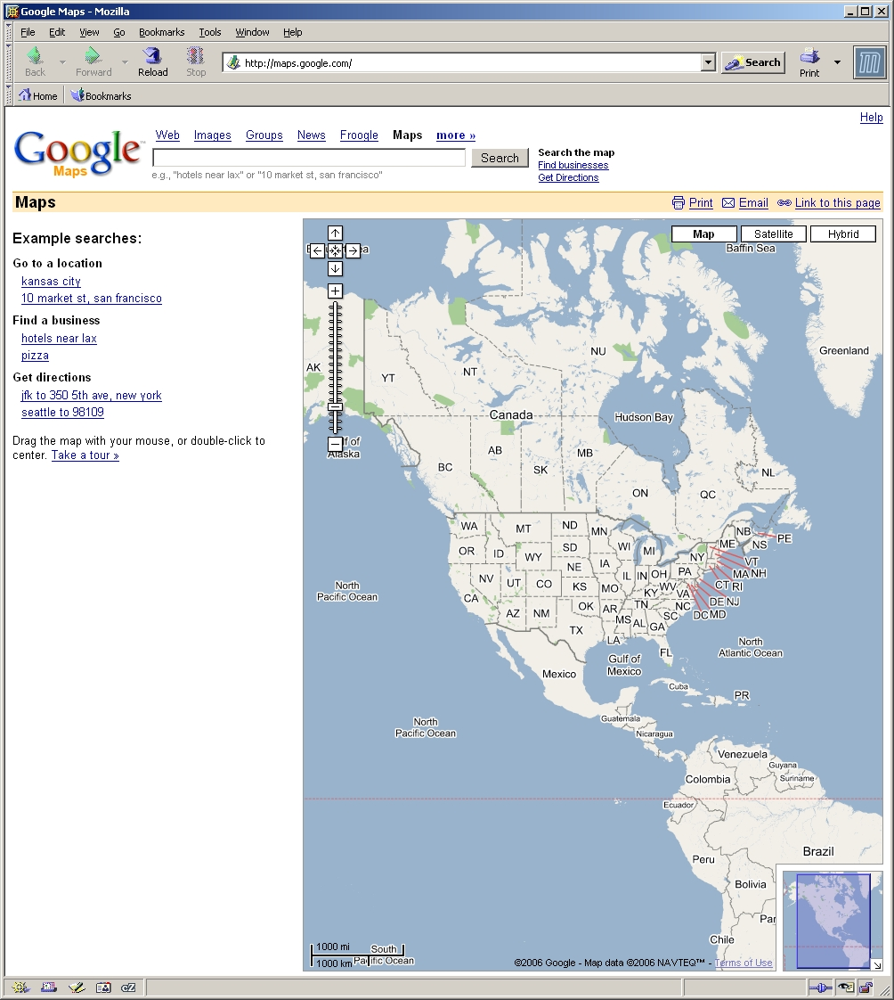 Google Maps - Mozilla
File Edit View Go Bookmarks Tools Window Help
Back Forward Reload Stop http://maps.google.com/ Search Print
Home Bookmarks
Help
Google™ Maps
Web Images Groups News Froogle Maps more »
Search
e.g., "hotels near lax" or "10 market st, san francisco"
Search the map
Find businesses
Get Directions
Maps
Print Email Link to this page
Example searches:
Go to a location
kansas city
10 market st, san francisco
Find a business
hotels near lax
pizza
Get directions
jfk to 350 5th ave, new york
seattle to 98109
Drag the map with your mouse, or double-click to
center. Take a tour »
Map Satellite Hybrid
Baffin Sea
Greenland
NU
AK
YT
NT
Canada
Hudson Bay
f of
Alaska
AB
MB
BC
SK
ON
QC
NL
WA
MT
ND
MN
NB
PE
OR
ID
WY
SD
WI
MI
NY
ME
NS
VT
NV
UT
CO
NE
IA
IL
IN
OH
PA
MA
NH
CA
KS
MO
KY
WV
VA
CT
RI
AZ
NM
OK
AR
TN
NC
DE
NJ
TX
MS
AL
GA
SC
DC
MD
LA
FL
North
Pacific Ocean
North
Atlantic Ocean
Gulf of
Mexico
Mexico
Cuba
PR
Guatemala
Nicaragua
North
Pacific Ocean
Venezuela
Guyana
Suriname
Colombia
Ecuador
Brazil
Peru
Bolivia
Par
Chile
1000 mi
1000 km
South
Pacific Ocean
©2006 Google - Map data ©2006 NAVTEQ™ - Terms of Use